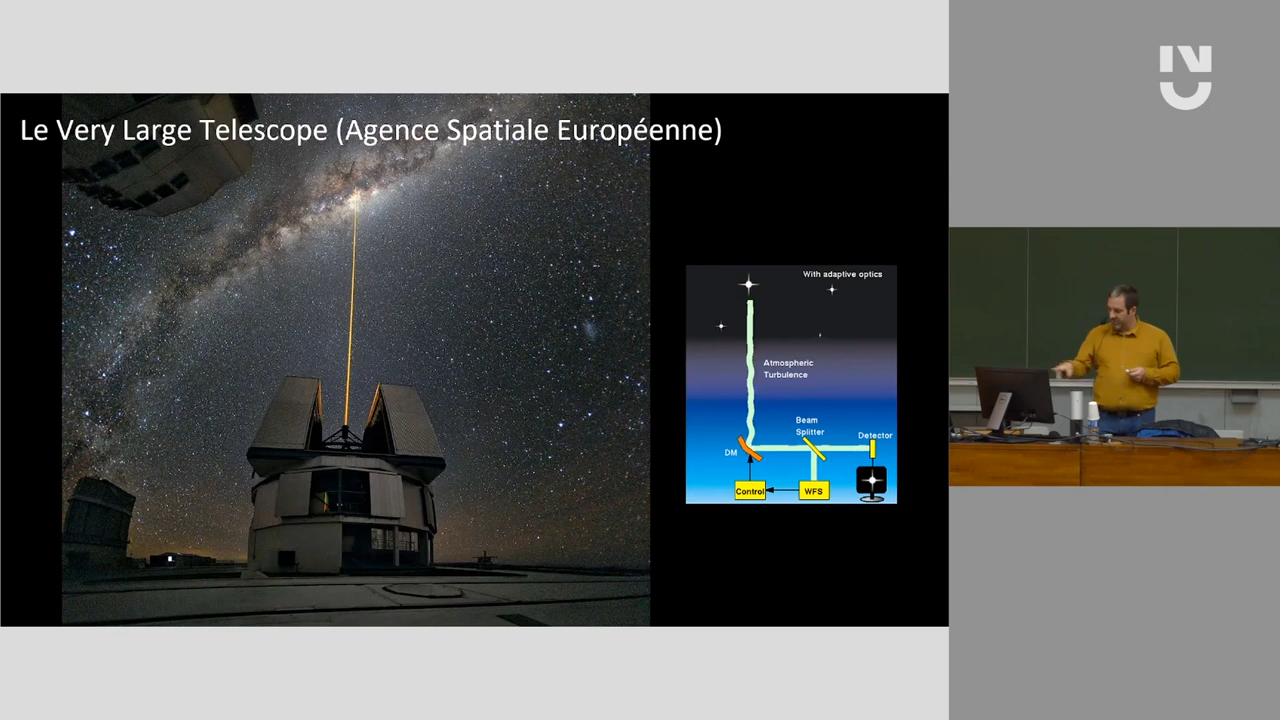 Le Very Large Telescope (Agence Spatiale Européenne)
With adaptive optics
Atmospheric
Turbulence
Beam
Splitter
Detector
DM
Control
WFS